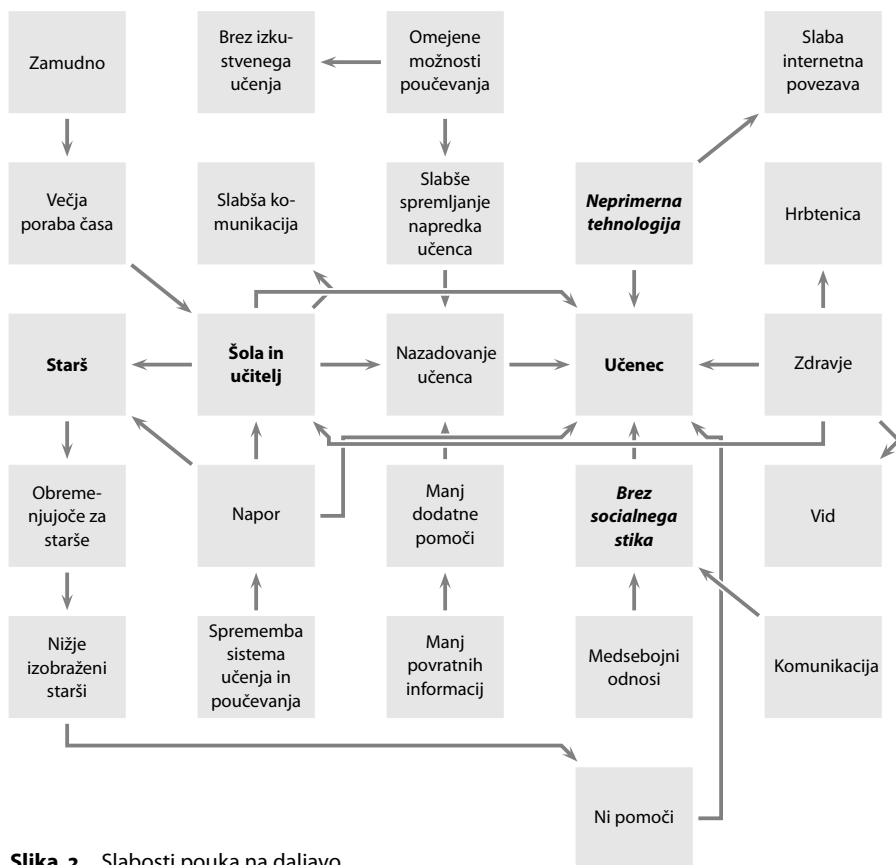 Zamudno
Brez izku-
stvenega
učenja
Omejene
možnosti
poučevanja
Slaba
internetna
povezava
Večja
poraba časa
Slabša ko-
munikacija
Slabše
spremljanje
napredka
učenca
Neprimerna
tehnologija
Hrbtenica
Starš
Šola in
učitelj
Nazadovanje
učenca
Učenec
Zdravje
Obreme-
njujoče za
starše
Napor
Manj
dodatne
pomoči
Brez
socialnega
stika
Vid
Nižje
izobraženi
starši
Sprememba
sistema
učenja in
poučevanja
Manj
povratnih
informacij
Medsebojni
odnosi
Komunikacija
Ni pomoči
Slika 2 Slabosti pouka na daljavo